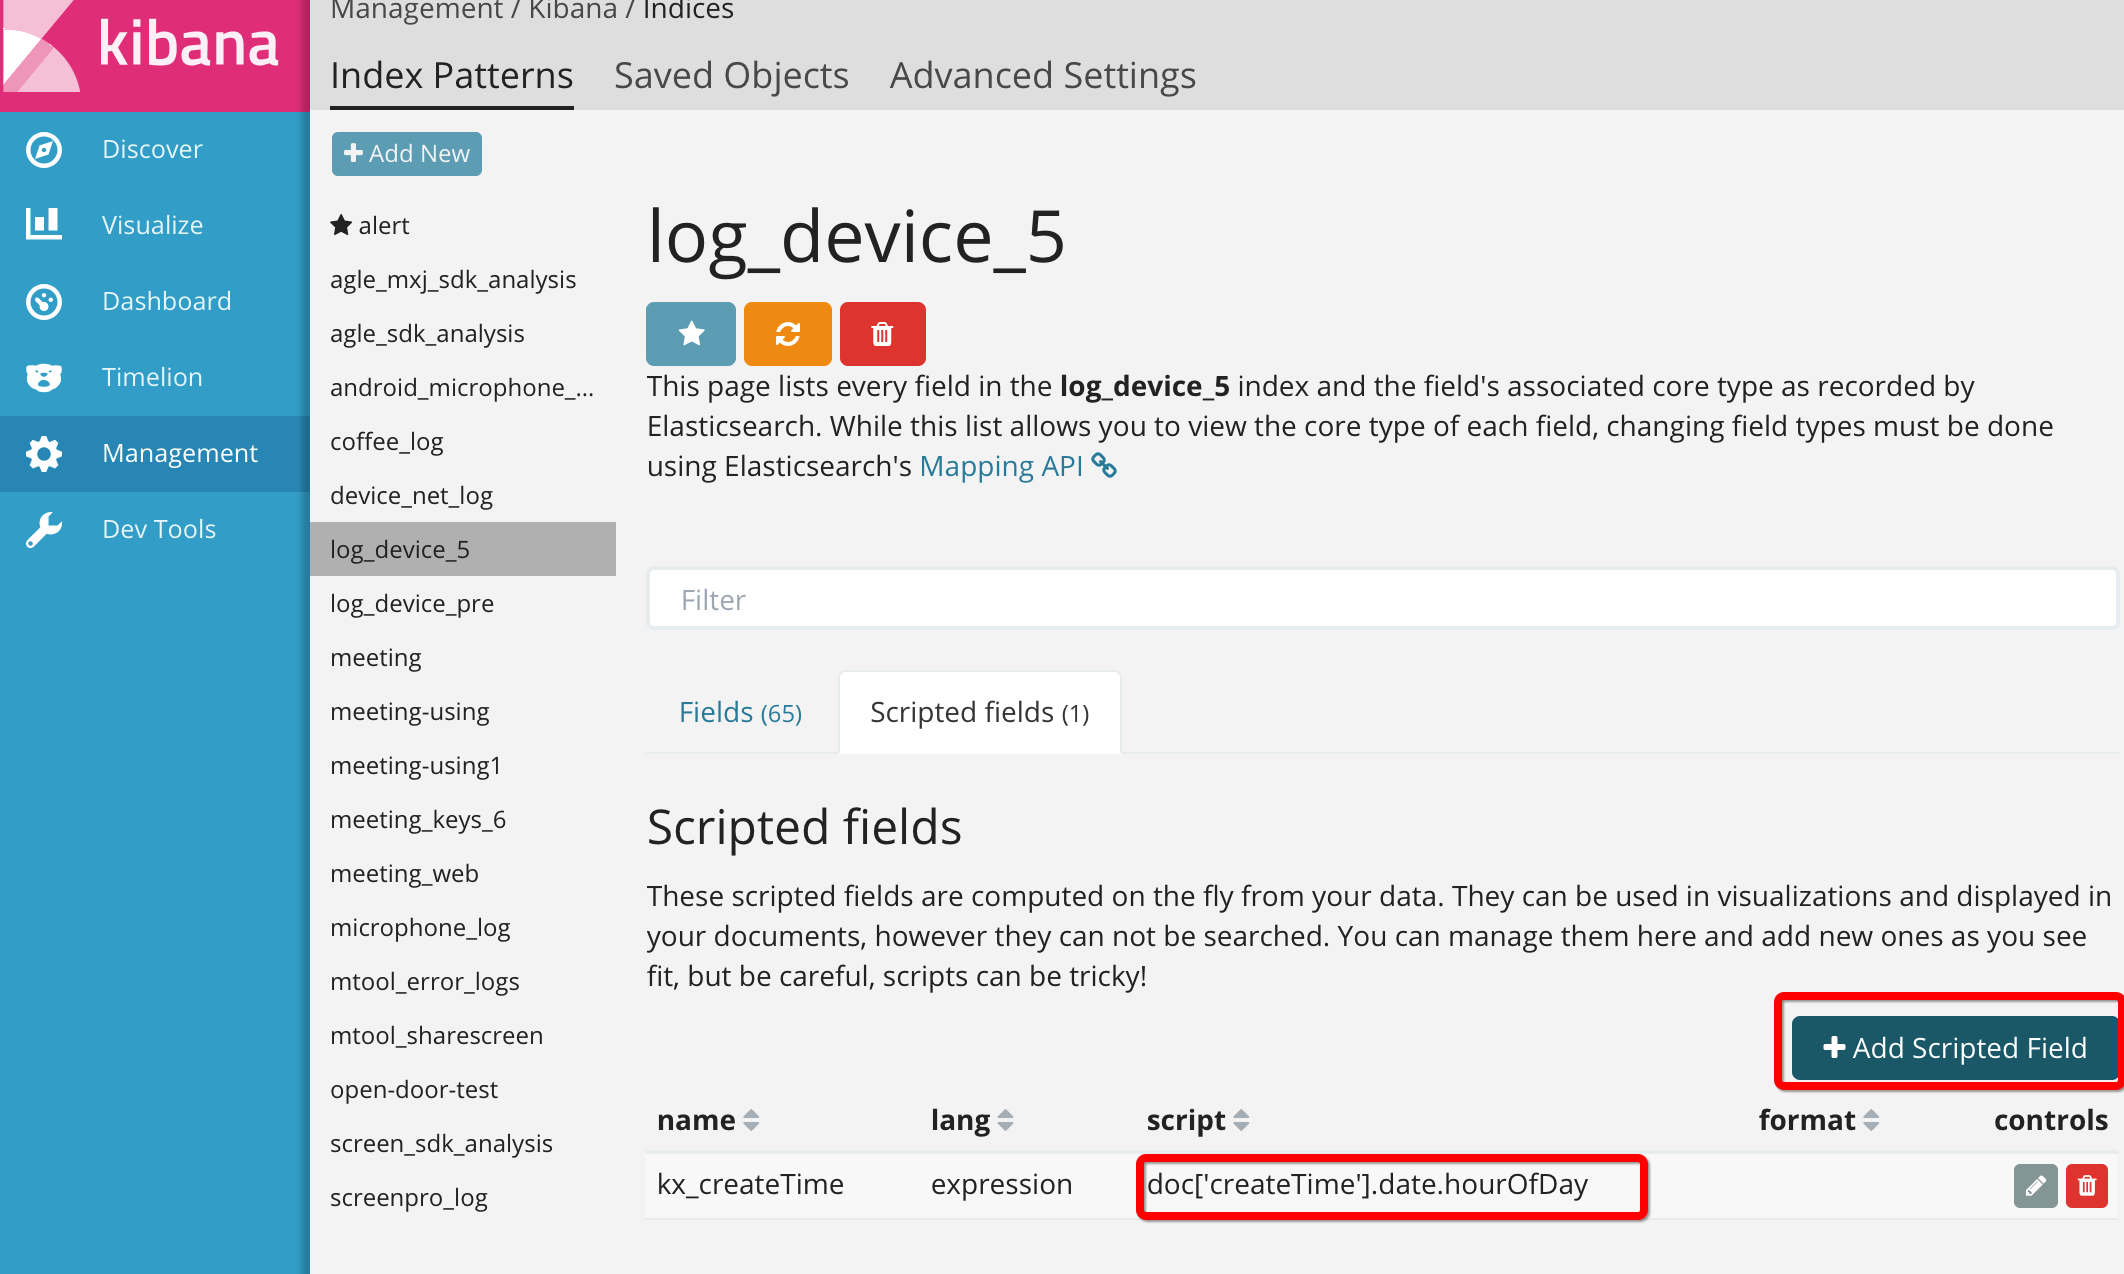 kibana
Discover
Visualize
Dashboard
Timelion
Management
Dev Tools
Management / Kibana / Indices
Index Patterns Saved Objects Advanced Settings
Add New
alert
agle_mxj_sdk_analysis
agle_sdk_analysis
android_microphone_...
coffee_log
device_net_log
log_device_5
log_device_pre
meeting
meeting-using
meeting-using1
meeting_keys_6
meeting_web
microphone_log
mtool_error_logs
mtool_sharescreen
open-door-test
screen_sdk_analysis
screenpro_log
log_device_5
This page lists every field in the log_device_5 index and the field's associated core type as recorded by
Elasticsearch. While this list allows you to view the core type of each field, changing field types must be done
using Elasticsearch's Mapping API
Filter
Fields (65) Scripted fields (1)
Scripted fields
These scripted fields are computed on the fly from your data. They can be used in visualizations and displayed in
your documents, however they can not be searched. You can manage them here and add new ones as you see
fit, but be careful, scripts can be tricky!
Add Scripted Field
name lang script format controls
kx_createTime expression doc['createTime'].date.hourOfDay